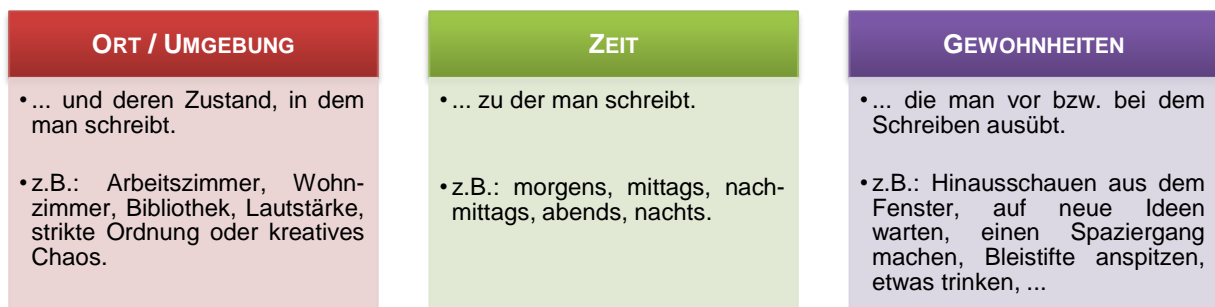 ORT / UMGEBUNG
• ... und deren Zustand, in dem
man schreibt.
• z.B.: Arbeitszimmer, Wohn-
zimmer, Bibliothek, Lautstärke,
strikte Ordnung oder kreatives
Chaos.
ZEIT
• ... zu der man schreibt.
• z.B.: morgens, mittags, nach-
mittags, abends, nachts.
GEWOHNHEITEN
• ... die man vor bzw. bei dem
Schreiben ausübt.
• z.B.: Hinausschauen aus dem
Fenster, auf neue Ideen
warten, einen Spaziergang
machen, Bleistifte anspitzen,
etwas trinken, ...